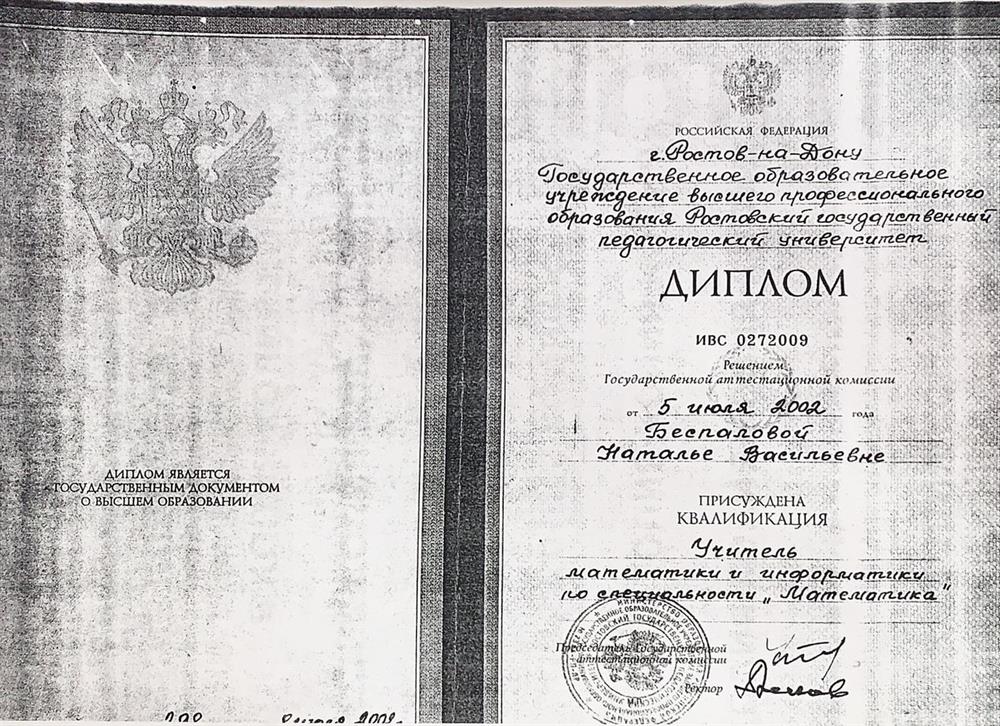 ДИПЛОМ ЯВЛЯЕТСЯ
ГОСУДАРСТВЕННЫМ ДОКУМЕНТОМ
О ВЫСШЕМ ОБРАЗОВАНИИ
РОССИЙСКАЯ ФЕДЕРАЦИЯ
г. Ростов-на-Дону
Государственное образовательное
учреждение высшего профессионального
образования Ростовский государственный
педагогический университет
ДИПЛОМ
ИВС 0272009
Решением
Государственной аттестационной комиссии
от 5 июля 2002 года
Беспаловой
Наталье Васильевне
ПРИСУЖДЕНА
КВАЛИФИКАЦИЯ
Учитель
математики и информатики
по специальности „Математика"
Председатель Государственной
аттестационной комиссии
Ректор